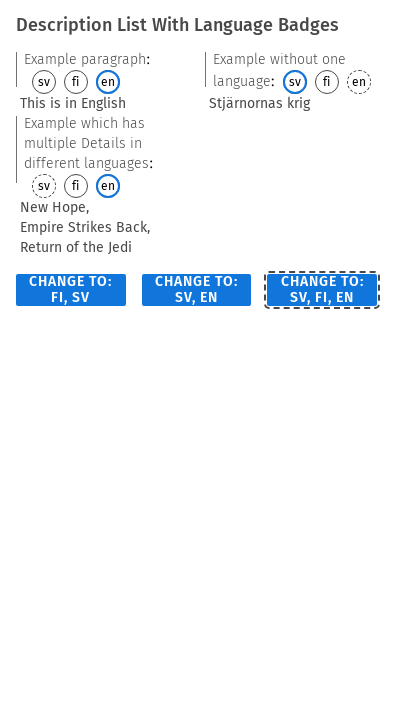 Description List With Language Badges
Example paragraph:
sv fi en
This is in English
Example without one
language: sv fi en
Stjärnornas krig
Example which has
multiple Details in
different languages:
sv fi en
New Hope,
Empire Strikes Back,
Return of the Jedi
CHANGE TO:
FI, SV
CHANGE TO:
SV, EN
CHANGE TO:
SV, FI, EN